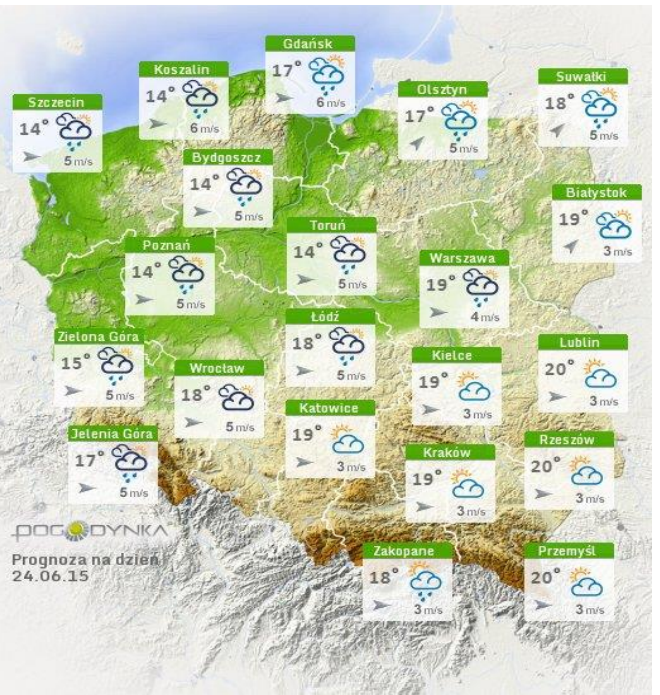 Gdańsk
17°
6 m/s
Koszalin
14°
6 m/s
Suwałki
18°
5 m/s
Olsztyn
17°
5 m/s
Szczecin
14°
5 m/s
Bydgoszcz
14°
5 m/s
Białystok
19°
3 m/s
Toruń
14°
5 m/s
Poznań
14°
5 m/s
Warszawa
19°
4 m/s
Łódź
18°
5 m/s
Zielona Góra
15°
5 m/s
Lublin
20°
3 m/s
Kielce
19°
3 m/s
Wrocław
18°
5 m/s
Katowice
19°
3 m/s
Jelenia Góra
17°
5 m/s
Rzeszów
20°
3 m/s
Kraków
19°
3 m/s
POGODYNKA
Prognoza na dzień
24.06.15
Zakopane
18°
3 m/s
Przemyśl
20°
3 m/s